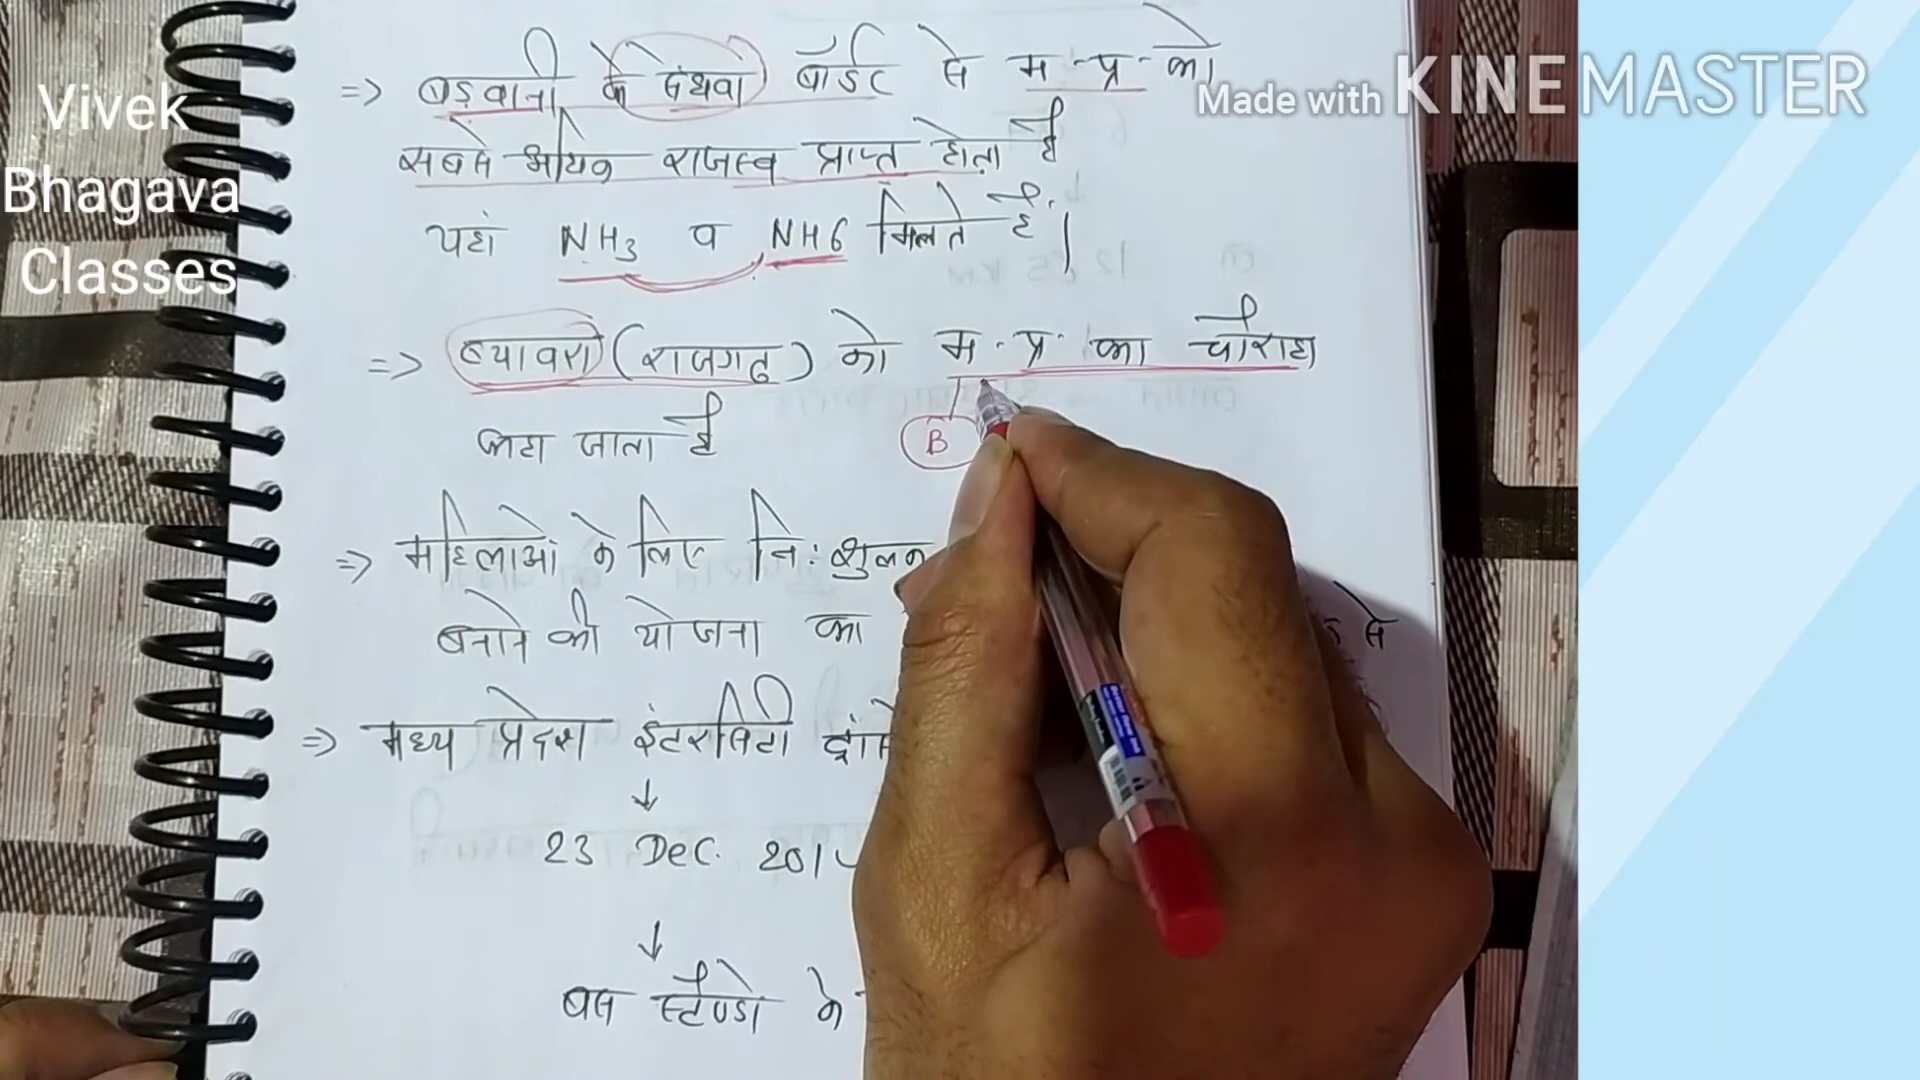 Vivek
Bhagava
Classes
Made with KINEMASTER
=> बड़वानी के सेंधवा बॉर्डर से म.प्र. को
सबसे अधिक राजस्व प्राप्त होता है
यहां NH3 व NH6 मिलते है।
=> ब्यावरा (राजगढ) को म.प्र. का चौराहा
कहा जाता है
B
=> महिलाओं के लिए नि:शुल्क
बनाने की योजना का से
=> मध्य प्रदेश इंटरसिटी
↓
23 Dec. 201
↓
बस स्टैण्डो के